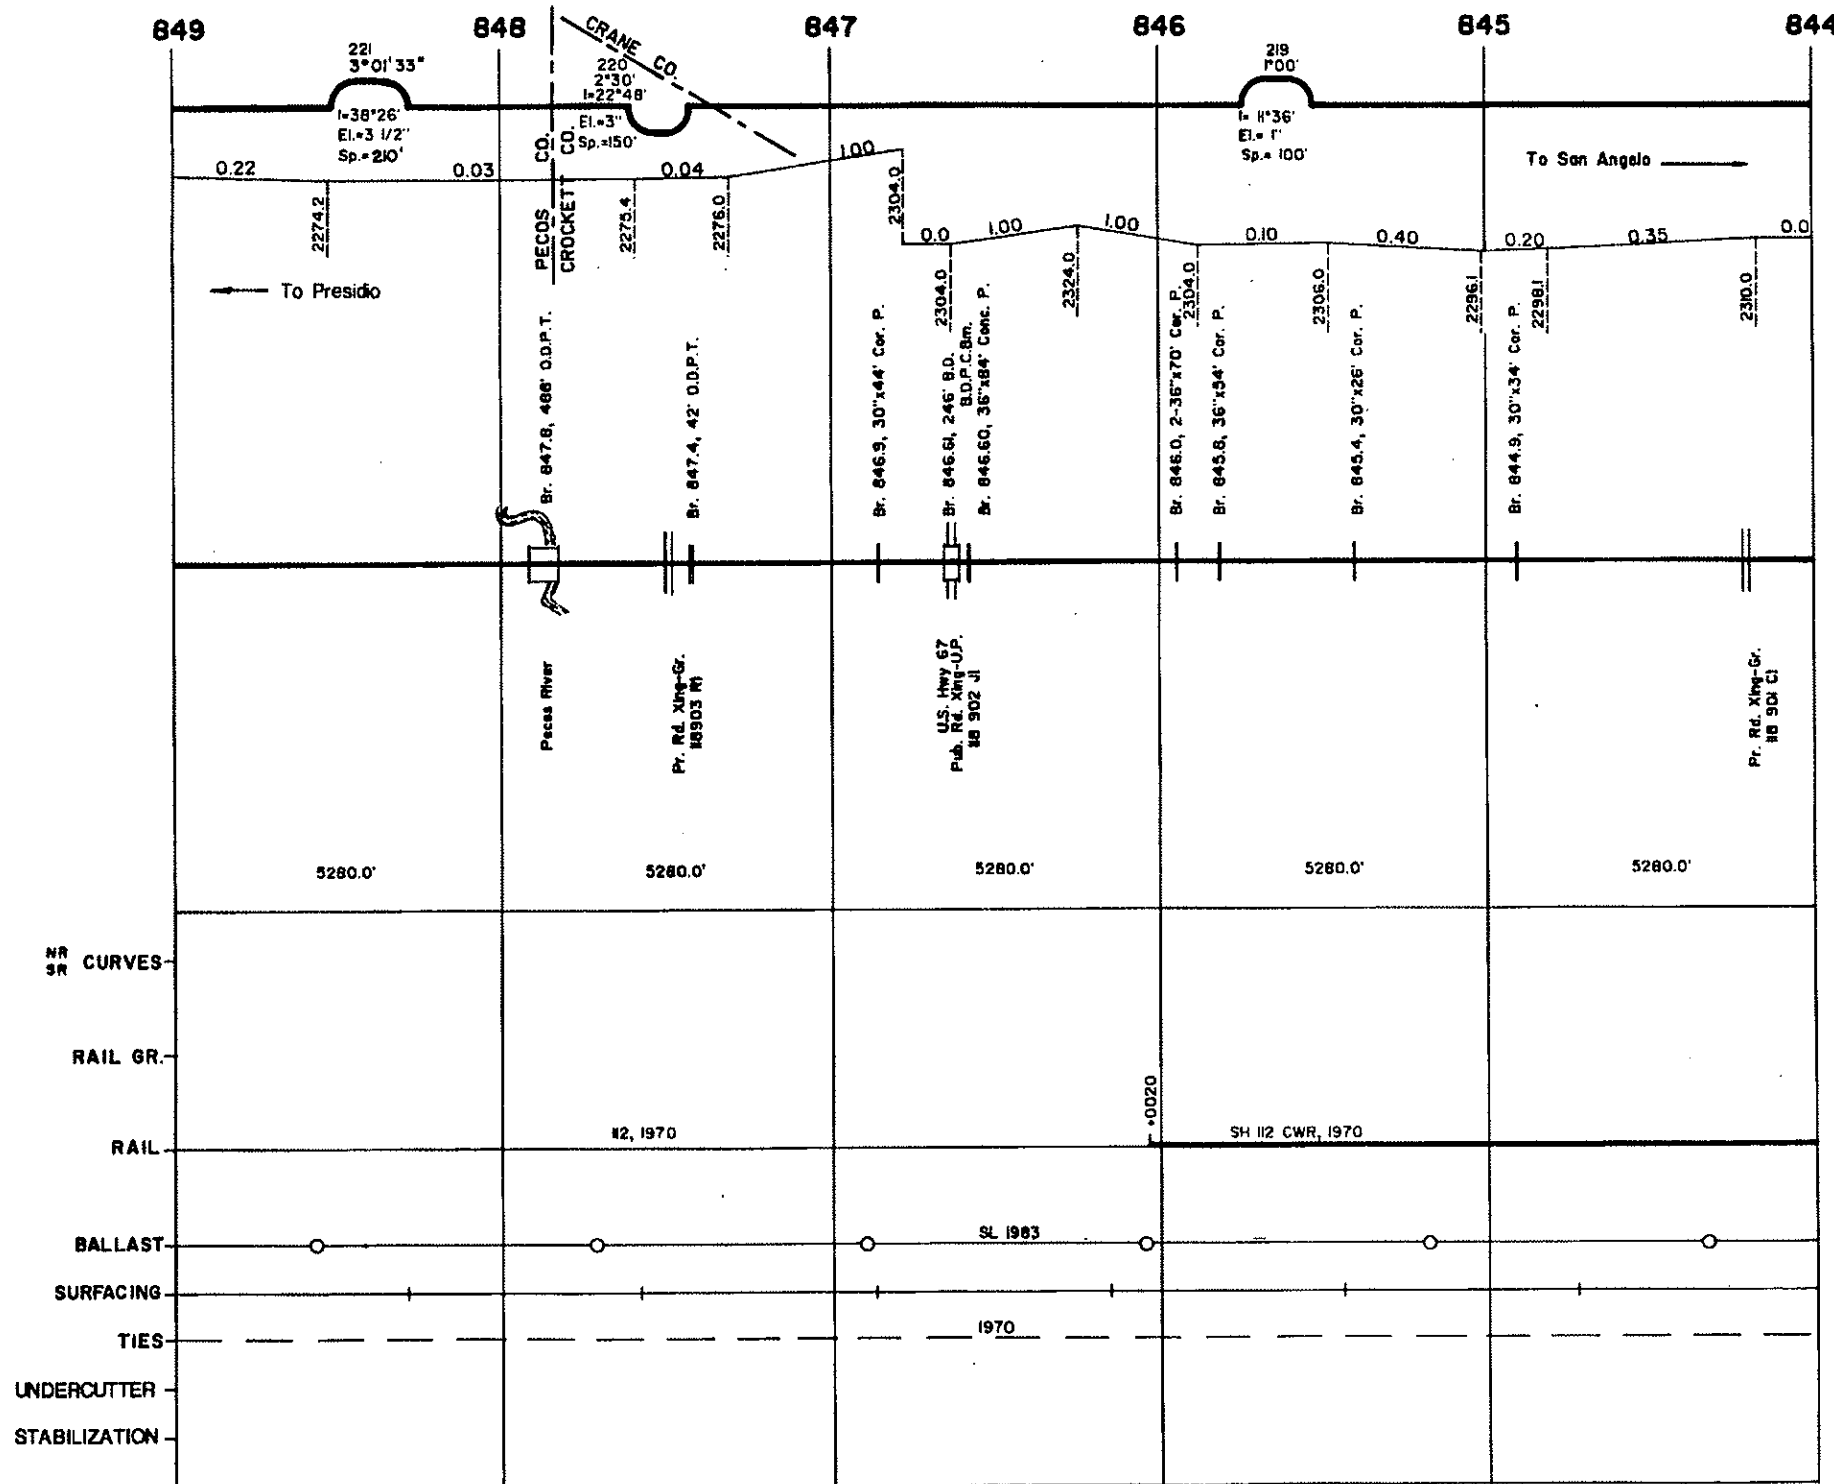 849
848
847
846
845
844
CRANE CO.
221
3°01'33"
I=38°26'
El.=3 1/2"
Sp.=210'
220
2°30'
I=22°48'
El.=3"
Sp.=150'
219
1°00'
I= 11°36'
El.= 1"
Sp.= 100'
To San Angelo
0.22
0.03
0.04
1.00
0.0
1.00
1.00
0.10
0.40
0.20
0.35
0.0
2274.2
PECOS CO.
CROCKETT CO.
2275.4
2276.0
2304.0
2304.0
2324.0
2304.0
2306.0
2296.1
2298.1
2310.0
To Presidio
Br. 847.8, 486' O.D.P.T.
Br. 847.4, 42' O.D.P.T.
Br. 846.9, 30"x44' Cor. P.
Br. 846.61, 246' B.D.
B.D.P.C.Bm.
Br. 846.60, 36"x84' Conc. P.
Br. 846.0, 2-36"x70' Cor. P.
Br. 845.8, 36"x54' Cor. P.
Br. 845.4, 30"x26' Cor. P.
Br. 844.9, 30"x34' Cor. P.
Pecos River
Pr. Rd. Xing-Gr.
U.S. Hwy 67
Pub. Rd. Xing-U.P.
118 902 J1
Pr. Rd. Xing-Gr.
118 901 C1
5280.0'
5280.0'
5280.0'
5280.0'
5280.0'
NR
SR CURVES
RAIL GR.
+0020
RAIL
112, 1970
SH 112 CWR, 1970
BALLAST
SL 1983
SURFACING
TIES
1970
UNDERCUTTER
STABILIZATION